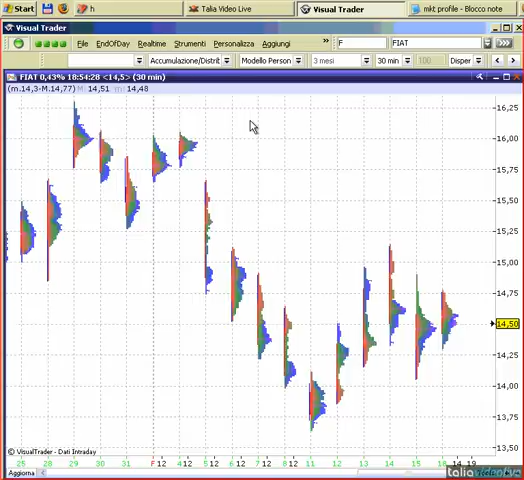 Start
h
Talia Video Live
Visual Trader
mkt profile - Blocco note
Visual Trader
File EndOfDay Realtime Strumenti Personalizza Aggiungi F FIAT
Accumulazione/Distrib Modello Person 3 mesi 30 min 100 Disper
FIAT 0,43% 18:54:28 <14,5> (30 min)
(m.14,3-M.14,77) M: 14,51 m: 14,48
16,25
16,00
15,75
15,50
15,25
15,00
14,75
14,50
14,25
14,00
13,75
13,50
© VisualTrader - Dati Intraday
25 28 29 30 31 F 12 4 12 5 12 6 12 7 12 8 12 11 12 13 14 15 18 14 19
Aggiorna
talia